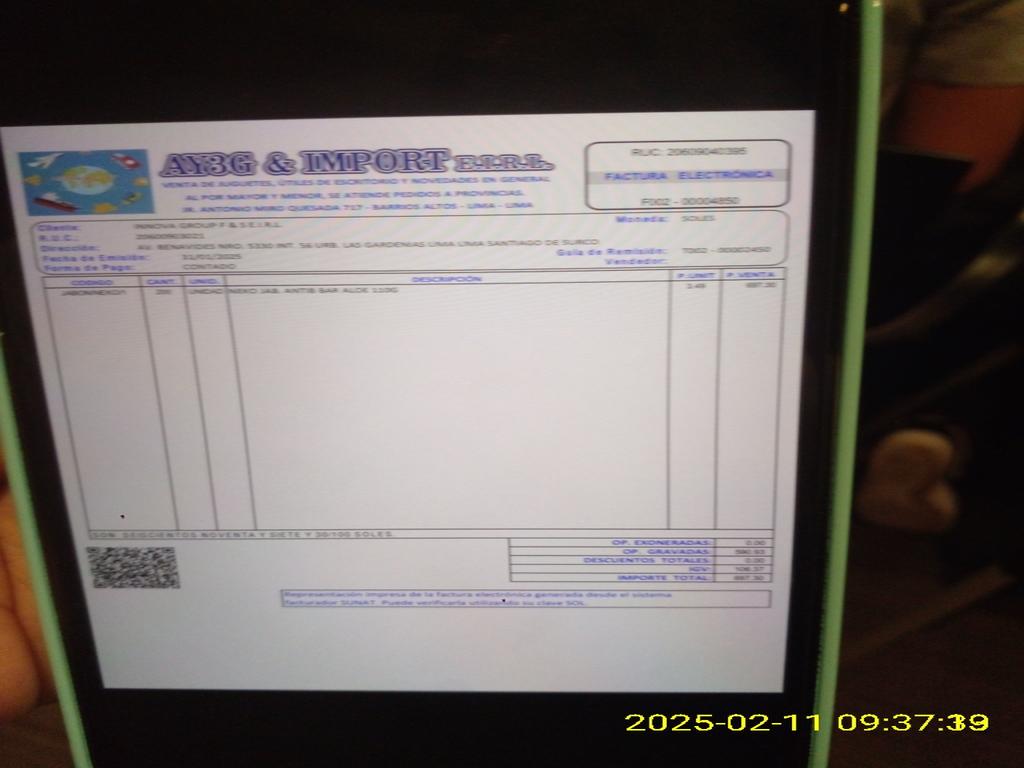 AY3G & IMPORT E.I.R.L.
VENTA DE JUGUETES, ÚTILES DE ESCRITORIO Y NOVEDADES EN GENERAL
AL POR MAYOR Y MENOR, SE ATIENDE PEDIDOS A PROVINCIAS.
JR. ANTONIO MIRO QUESADA 717 - BARRIOS ALTOS - LIMA - LIMA
RUC: 20609040395
FACTURA ELECTRÓNICA
F002 - 00004850
Cliente: INNOVA GROUP F & S E.I.R.L.
Moneda: SOLES
R.U.C.:
Dirección: AV. BENAVIDES NRO. 5330 INT. 56 URB. LAS GARDENIAS LIMA LIMA SANTIAGO DE SURCO
Fecha de Emisión: 31/01/2025
Guía de Remisión: T002 - 00002450
Forma de Pago: CONTADO
Vendedor:
CODIGO CANT. UNID. DESCRIPCIÓN P. UNIT P. VENTA
200 UNIDAD NEKO JAB. ANTIB BAR ALOE 110G 3.49 697.30
SON: SEISCIENTOS NOVENTA Y SIETE Y 30/100 SOLES.
OP. EXONERADAS: 0.00
OP. GRAVADAS: 590.93
DESCUENTOS TOTALES: 0.00
IGV: 106.37
IMPORTE TOTAL: 697.30
Representación impresa de la factura electrónica generada desde el sistema
facturador SUNAT. Puede verificarla utilizando su clave SOL.
2025-02-11 09:37:39